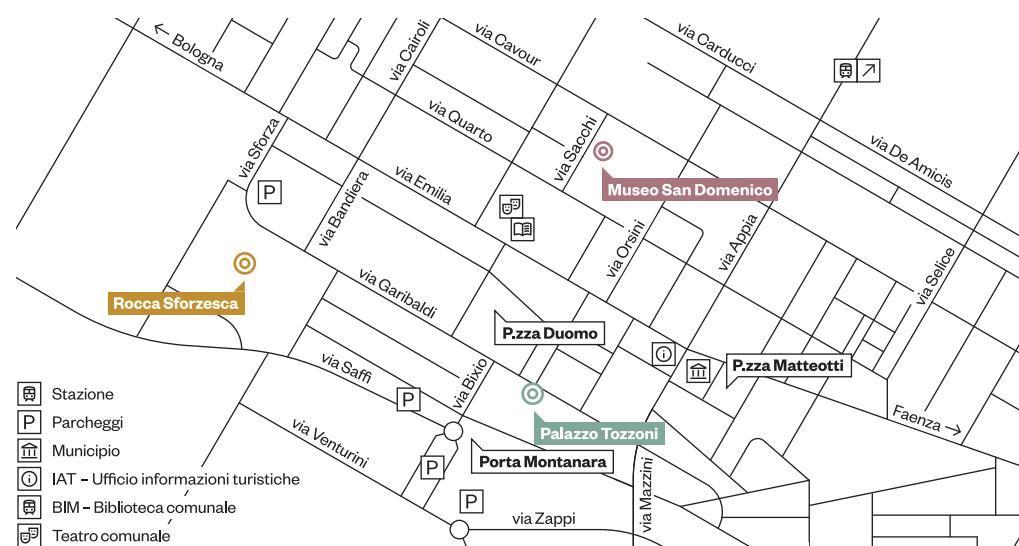 ← Bologna
via Cairoli
via Cavour
via Carducci
via Quarto
via Sforza
via Sacchi
via De Amicis
P
via Emilia
Museo San Domenico
via Bandiera
via Orsini
via Appia
via Selice
Rocca Sforzesca
via Garibaldi
P.zza Duomo
i
P.zza Matteotti
via Saffi
via Bixio
P
Faenza →
Palazzo Tozzoni
via Venturini
Porta Montanara
P
via Mazzini
P
via Zappi
Stazione
P Parcheggi
Municipio
i IAT – Ufficio informazioni turistiche
BIM – Biblioteca comunale
Teatro comunale